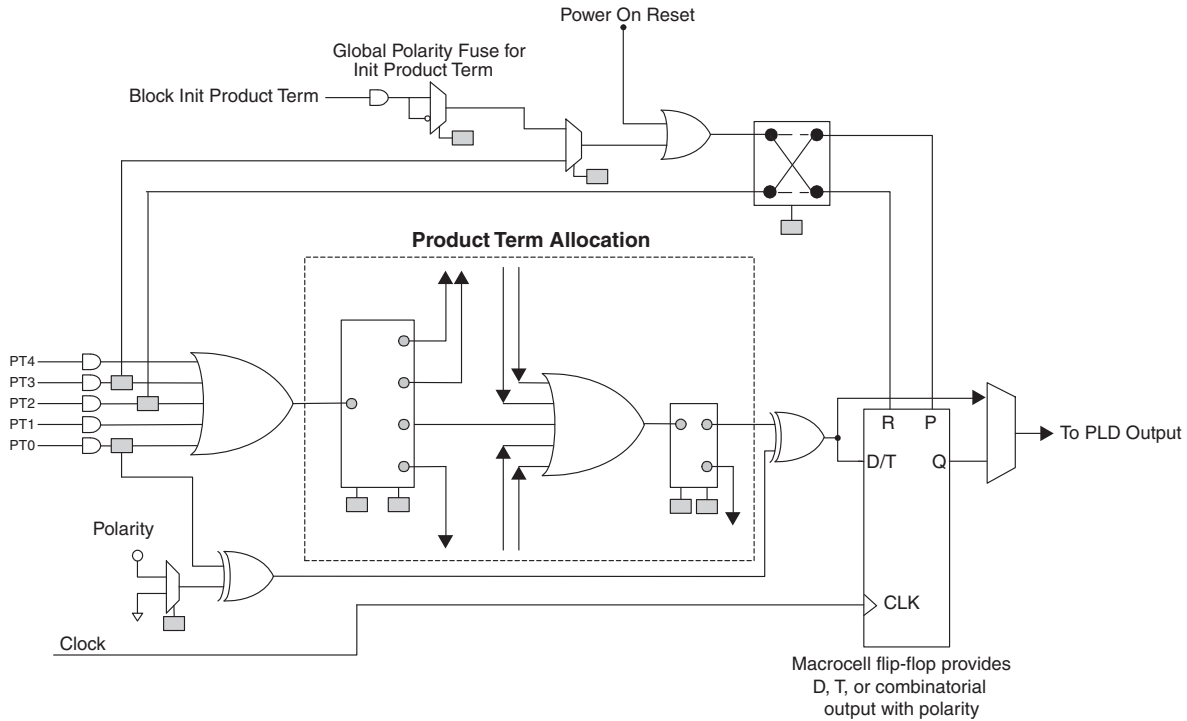 Power On Reset
Global Polarity Fuse for
Init Product Term
Block Init Product Term
Product Term Allocation
PT4
PT3
PT2
PT1
PT0
R P
To PLD Output
D/T Q
Polarity
CLK
Clock
Macrocell flip-flop provides
D, T, or combinatorial
output with polarity